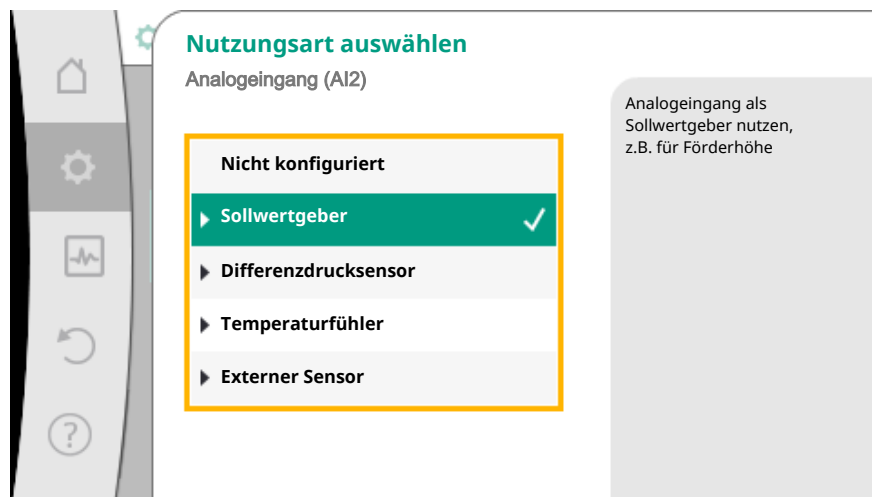 Nutzungsart auswählen
Analogeingang (AI2)
Nicht konfiguriert
Sollwertgeber
Differenzdrucksensor
Temperaturfühler
Externer Sensor
Analogeingang als
Sollwertgeber nutzen,
z.B. für Förderhöhe
?